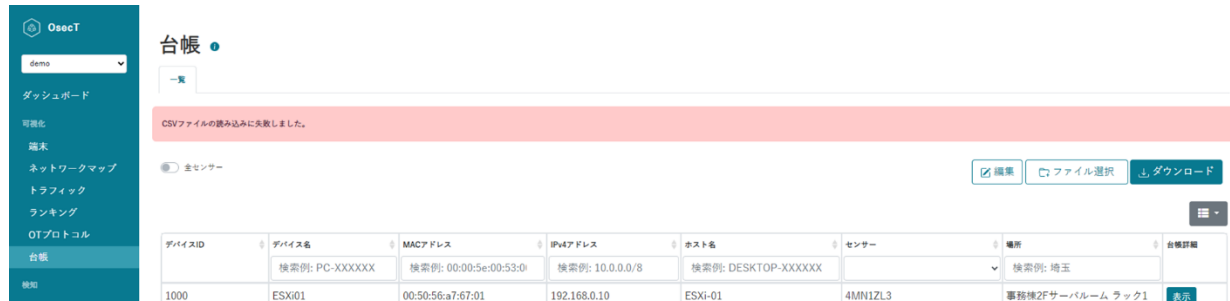 OsecT
demo
ダッシュボード
可視化
端末
ネットワークマップ
トラフィック
ランキング
OTプロトコル
台帳
検知
台帳
一覧
CSVファイルの読み込みに失敗しました。
全センサー
編集
ファイル選択
ダウンロード
デバイスID デバイス名 MACアドレス IPv4アドレス ホスト名 センサー 場所 台帳詳細
検索例: PC-XXXXXX 検索例: 00:00:5e:00:53:0 検索例: 10.0.0.0/8 検索例: DESKTOP-XXXXXX 検索例: 埼玉
1000 ESXi01 00:50:56:a7:67:01 192.168.0.10 ESXi-01 4MN1ZL3 事務棟2Fサーバルーム ラック1 表示